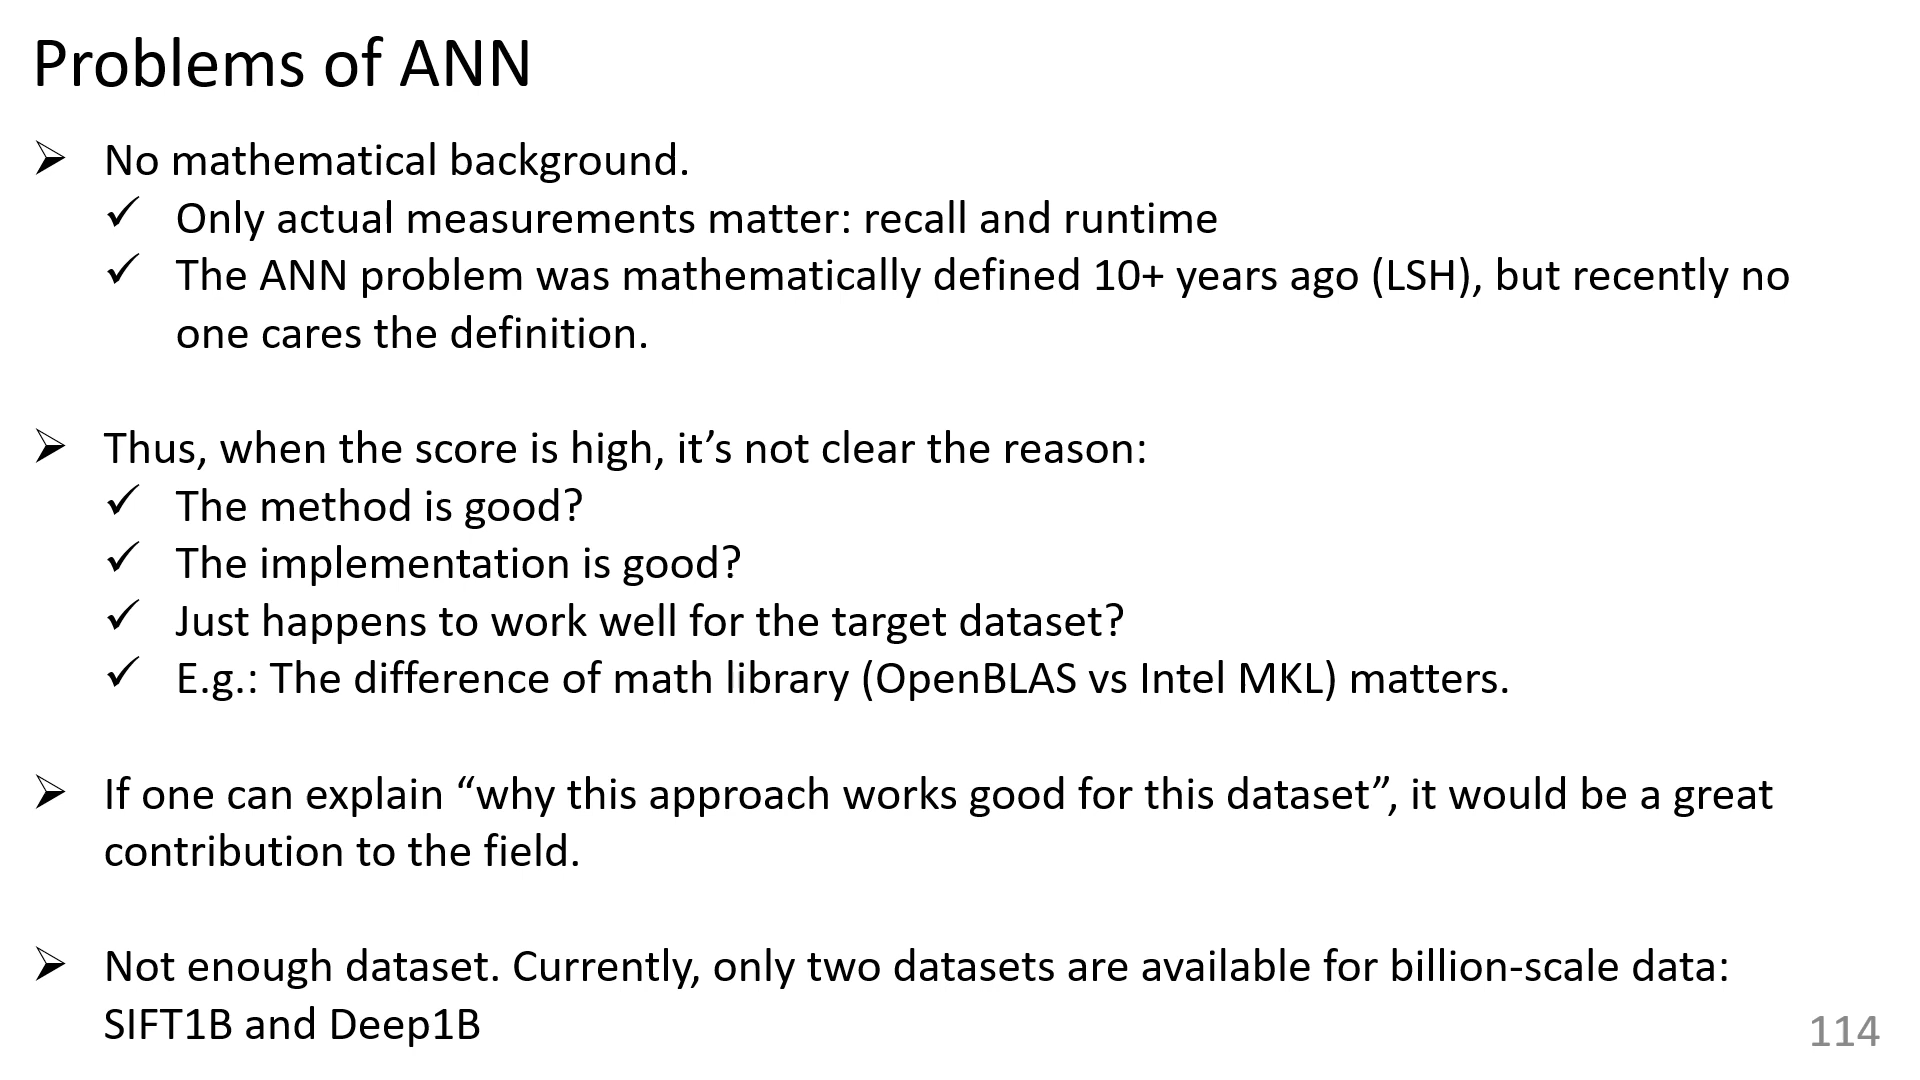 Problems of ANN
➢ No mathematical background.
✓ Only actual measurements matter: recall and runtime
✓ The ANN problem was mathematically defined 10+ years ago (LSH), but recently no
one cares the definition.
➢ Thus, when the score is high, it’s not clear the reason:
✓ The method is good?
✓ The implementation is good?
✓ Just happens to work well for the target dataset?
✓ E.g.: The difference of math library (OpenBLAS vs Intel MKL) matters.
➢ If one can explain “why this approach works good for this dataset”, it would be a great
contribution to the field.
➢ Not enough dataset. Currently, only two datasets are available for billion-scale data:
SIFT1B and Deep1B
114